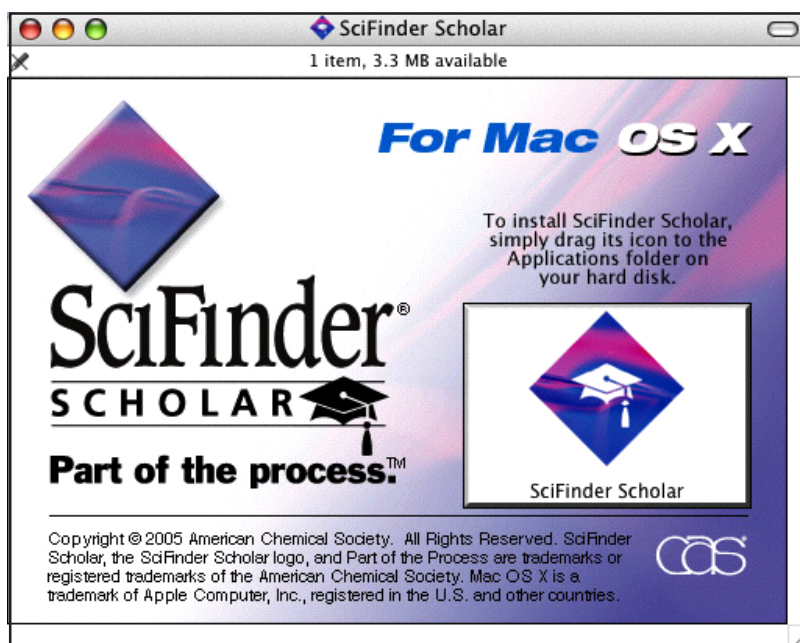 SciFinder Scholar
1 item, 3.3 MB available
For Mac OS X
To install SciFinder Scholar,
simply drag its icon to the
Applications folder on
your hard disk.
SciFinder®
SCHOLAR
Part of the process.™
SciFinder Scholar
Copyright © 2005 American Chemical Society. All Rights Reserved. SciFinder
Scholar, the SciFinder Scholar logo, and Part of the Process are trademarks or
registered trademarks of the American Chemical Society. Mac OS X is a
trademark of Apple Computer, Inc., registered in the U.S. and other countries.
cas